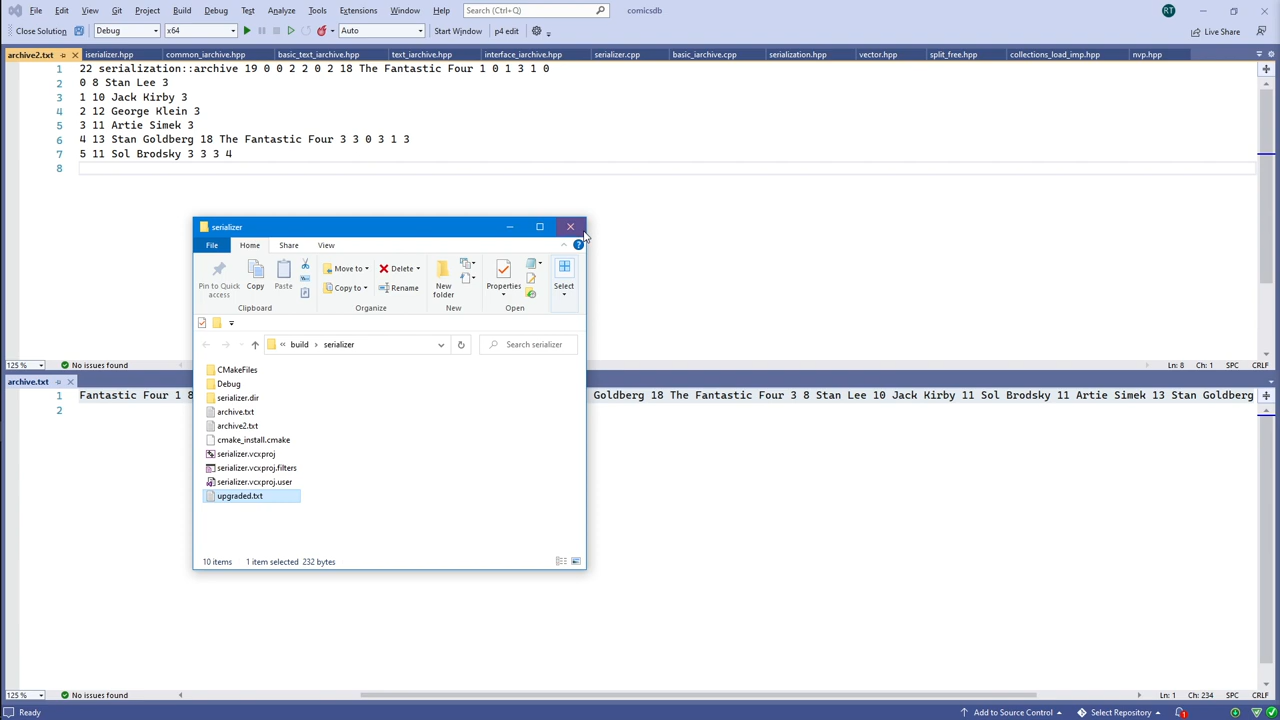 File Edit View Git Project Build Debug Test Analyze Tools Extensions Window Help Search (Ctrl+Q) comicsdb RT
Close Solution Debug x64 Auto Start Window p4 edit Live Share
archive2.txt iserializer.hpp common_iarchive.hpp basic_text_iarchive.hpp text_iarchive.hpp interface_iarchive.hpp serializer.cpp basic_iarchive.cpp serialization.hpp vector.hpp split_free.hpp collections_load_imp.hpp nvp.hpp
1 22 serialization::archive 19 0 0 2 2 0 2 18 The Fantastic Four 1 0 1 3 1 0
2 0 8 Stan Lee 3
3 1 10 Jack Kirby 3
4 2 12 George Klein 3
5 3 11 Artie Simek 3
6 4 13 Stan Goldberg 18 The Fantastic Four 3 3 0 3 1 3
7 5 11 Sol Brodsky 3 3 3 4
8
serializer
File Home Share View
Pin to Quick access Copy Paste Move to Copy to Delete Rename New folder Properties Select
Clipboard Organize New Open
build serializer Search serializer
125 % No issues found Ln: 8 Ch: 1 SPC CRLF
CMakeFiles
archive.txt
Debug
1 Fantastic Four 1 8 Goldberg 18 The Fantastic Four 3 8 Stan Lee 10 Jack Kirby 11 Sol Brodsky 11 Artie Simek 13 Stan Goldberg
serializer.dir
2
archive.txt
archive2.txt
cmake_install.cmake
serializer.vcxproj
serializer.vcxproj.filters
serializer.vcxproj.user
upgraded.txt
10 items 1 item selected 232 bytes
125 % No issues found Ln: 1 Ch: 234 SPC CRLF
Ready Add to Source Control Select Repository 1